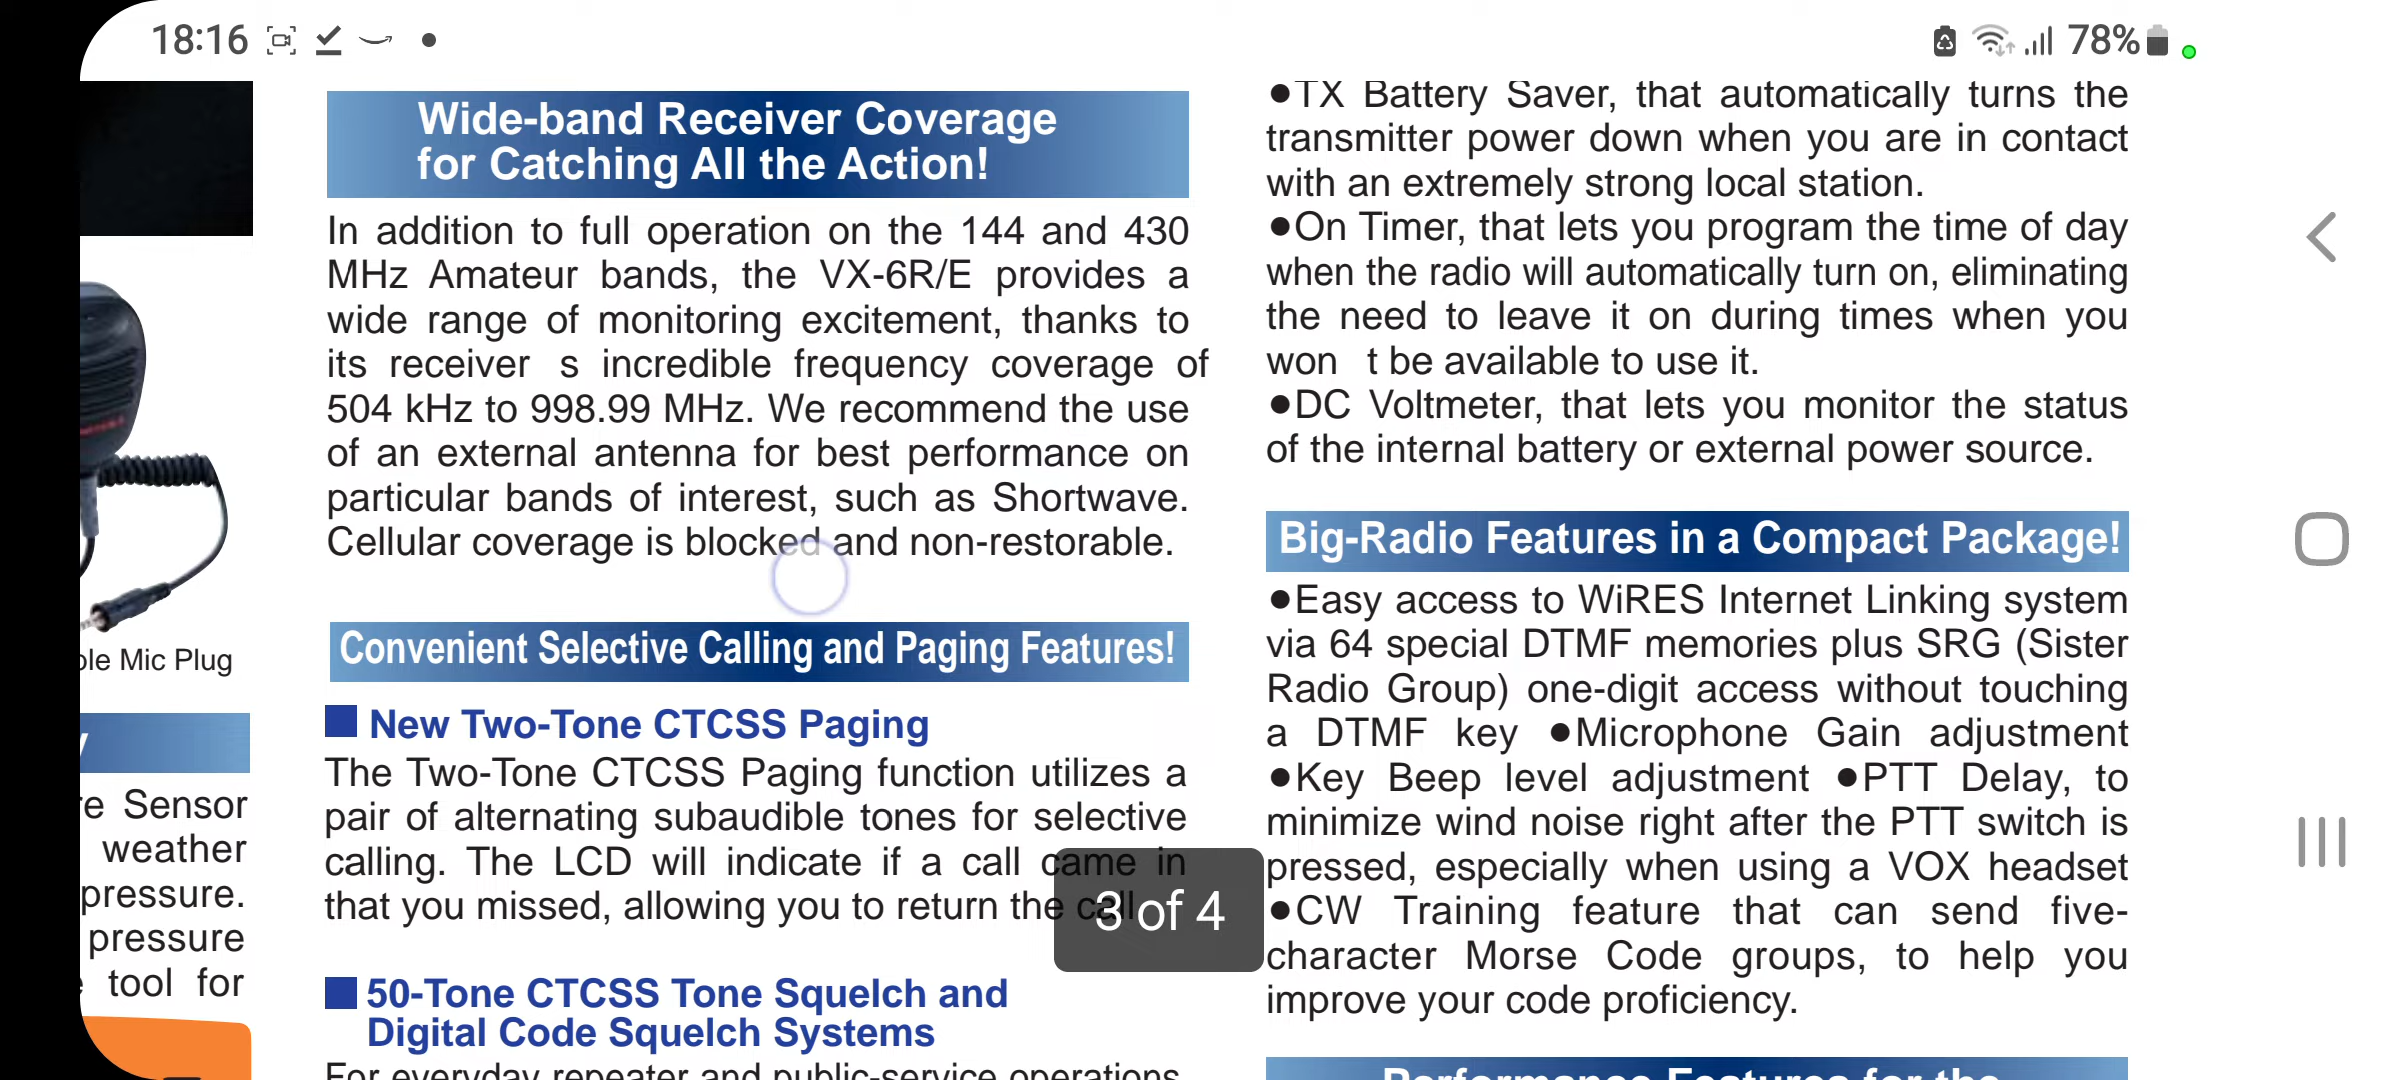 18:16
78%
ple Mic Plug
re Sensor
weather
pressure.
pressure
tool for
Wide-band Receiver Coverage
for Catching All the Action!
In addition to full operation on the 144 and 430
MHz Amateur bands, the VX-6R/E provides a
wide range of monitoring excitement, thanks to
its receiver s incredible frequency coverage of
504 kHz to 998.99 MHz. We recommend the use
of an external antenna for best performance on
particular bands of interest, such as Shortwave.
Cellular coverage is blocked and non-restorable.
Convenient Selective Calling and Paging Features!
New Two-Tone CTCSS Paging
The Two-Tone CTCSS Paging function utilizes a
pair of alternating subaudible tones for selective
calling. The LCD will indicate if a call came in
that you missed, allowing you to return the call.
50-Tone CTCSS Tone Squelch and
Digital Code Squelch Systems
For everyday repeater and public-service operations
●TX Battery Saver, that automatically turns the
transmitter power down when you are in contact
with an extremely strong local station.
●On Timer, that lets you program the time of day
when the radio will automatically turn on, eliminating
the need to leave it on during times when you
won t be available to use it.
●DC Voltmeter, that lets you monitor the status
of the internal battery or external power source.
Big-Radio Features in a Compact Package!
●Easy access to WiRES Internet Linking system
via 64 special DTMF memories plus SRG (Sister
Radio Group) one-digit access without touching
a DTMF key ●Microphone Gain adjustment
●Key Beep level adjustment ●PTT Delay, to
minimize wind noise right after the PTT switch is
pressed, especially when using a VOX headset
●CW Training feature that can send five-
character Morse Code groups, to help you
improve your code proficiency.
Performance Features for the
3 of 4